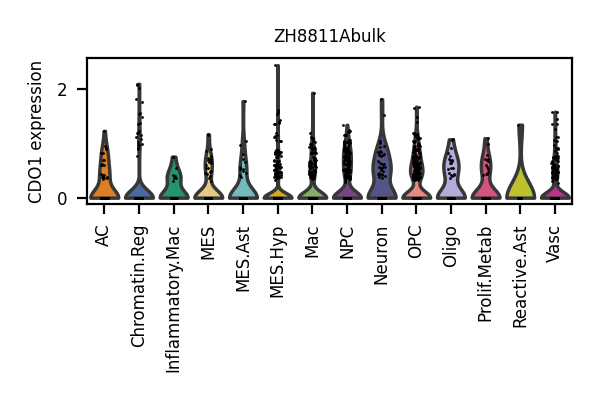 ZH8811Abulk
CDO1 expression
2
0
AC
Chromatin.Reg
Inflammatory.Mac
MES
MES.Ast
MES.Hyp
Mac
NPC
Neuron
OPC
Oligo
Prolif.Metab
Reactive.Ast
Vasc